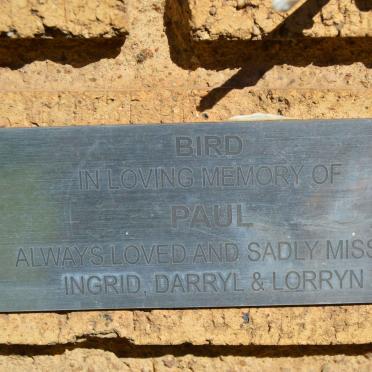 BIRD
IN LOVING MEMORY OF
PAUL
ALWAYS LOVED AND SADLY MISS
INGRID, DARRYL & LORRYN